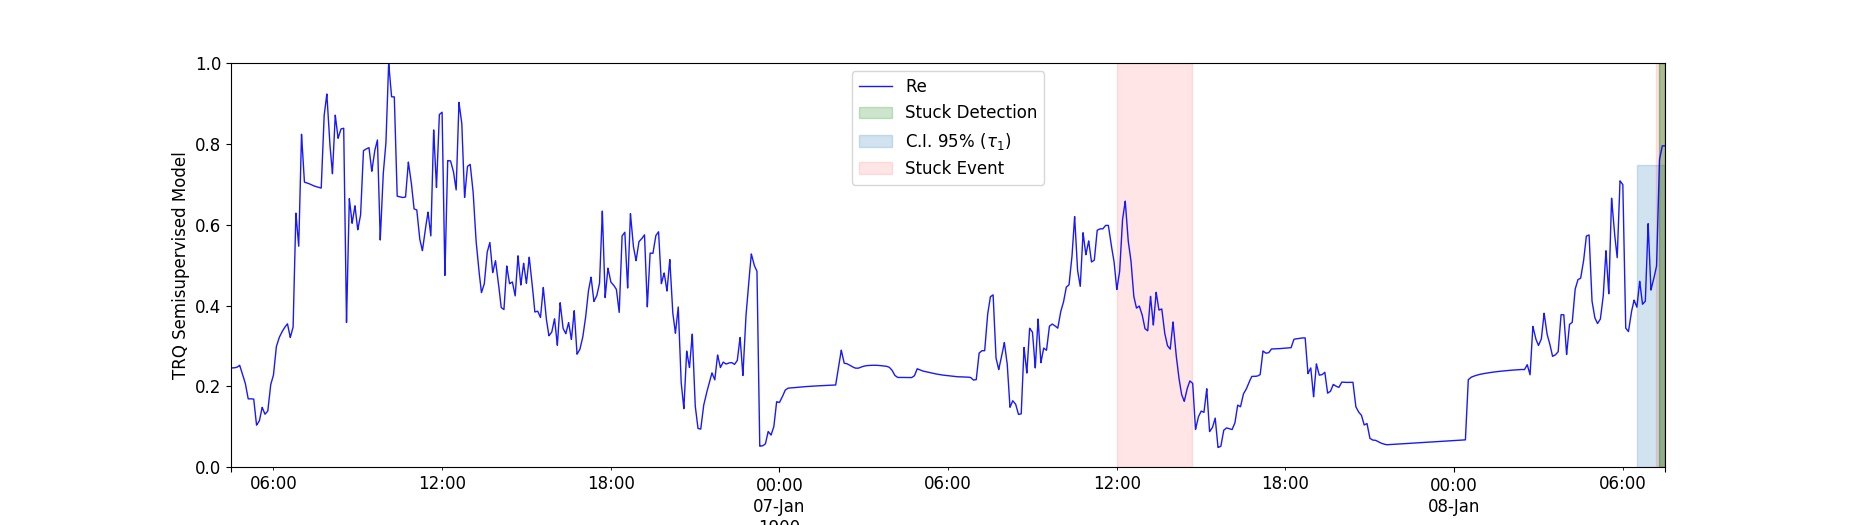 TRQ Semisupervised Model
1.0
0.8
0.6
0.4
0.2
0.0
Re
Stuck Detection
C.I. 95% (τ₁)
Stuck Event
06:00 12:00 18:00 00:00 06:00 12:00 18:00 00:00 06:00
07-Jan 08-Jan
1900